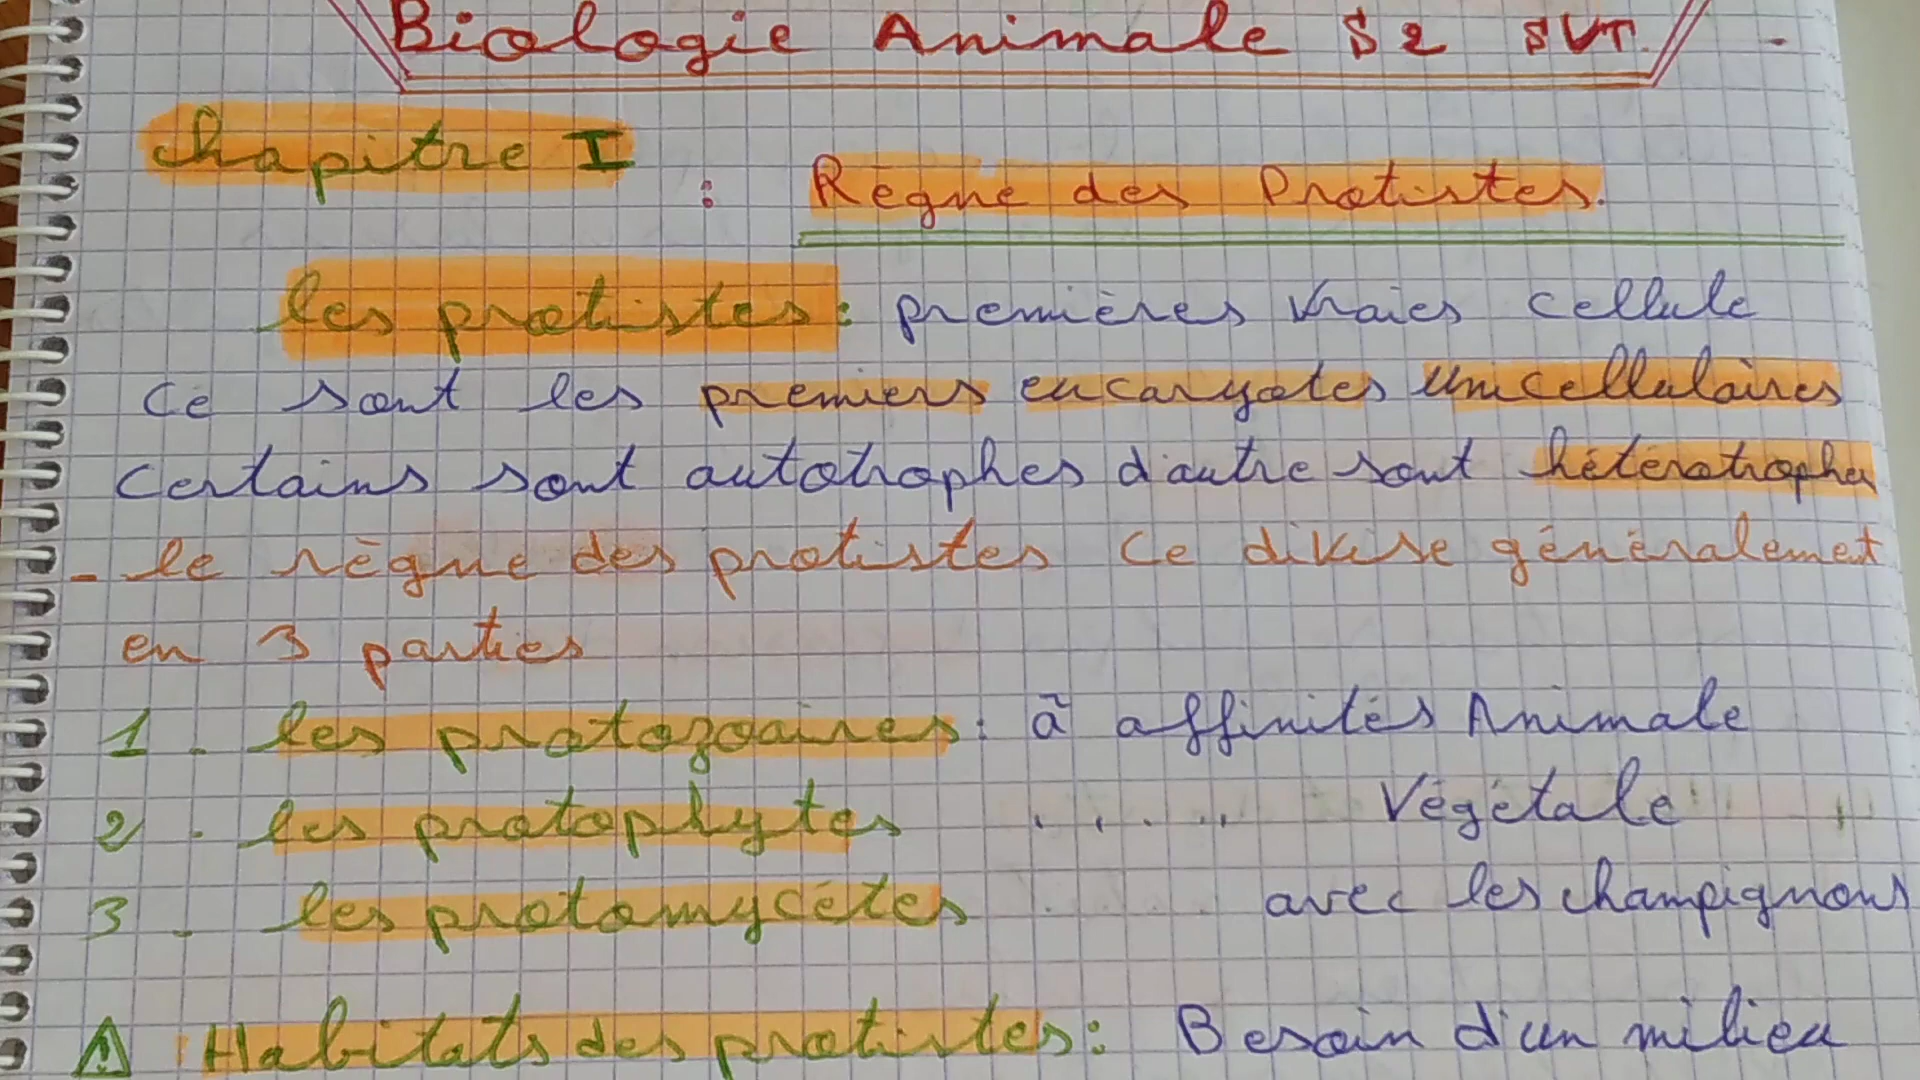 Biologie Animale S2 SVT.
Chapitre I : Règne des Protistes.
les protistes: premières vraies cellule
Ce sont les premiers eucaryotes unicellulaires
Certains sont autotrophes d'autre sont hétérotrophes
- le règne des protistes ce divise généralement
en 3 parties
1 - les protozoaires: à affinités Animale
2 - les protophytes ..... Végétale
3 - les protomycètes ..... avec les champignons
⚠ Habitats des protistes: Besoin d'un milieu